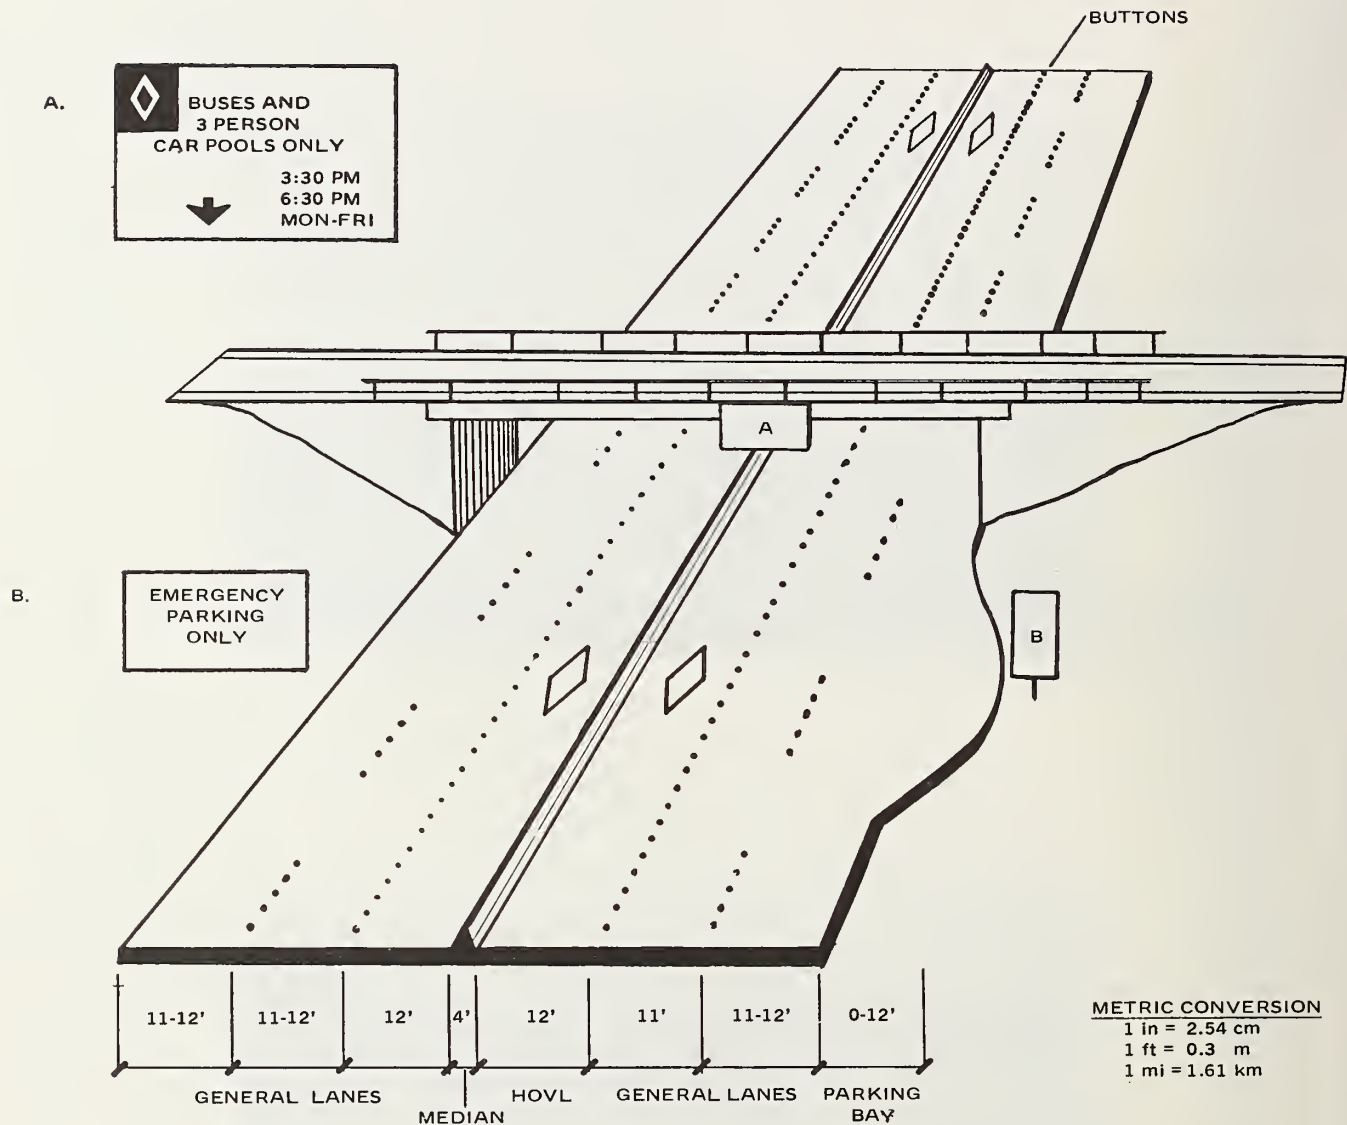 BUTTONS
A.
BUSES AND
3 PERSON
CAR POOLS ONLY
3:30 PM
6:30 PM
MON-FRI
A
B.
EMERGENCY
PARKING
ONLY
B
11-12' 11-12' 12' 4' 12' 11' 11-12' 0-12'
GENERAL LANES MEDIAN HOVL GENERAL LANES PARKING
BAY
METRIC CONVERSION
1 in = 2.54 cm
1 ft = 0.3 m
1 mi = 1.61 km